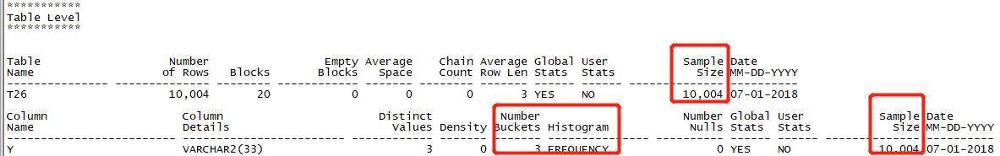 ***********
Table Level
***********
Table Number Empty Average Chain Average Global User Sample Date
Name of Rows Blocks Blocks Space Count Row Len Stats Stats Size MM-DD-YYYY
T26 10,004 20 0 0 0 3 YES NO 10,004 07-01-2018
Column Column Distinct Number Number Global User Sample Date
Name Details Values Density Buckets Histogram Nulls Stats Stats Size MM-DD-YYYY
Y VARCHAR2(33) 3 0 3 FREQUENCY 0 YES NO 10,004 07-01-2018